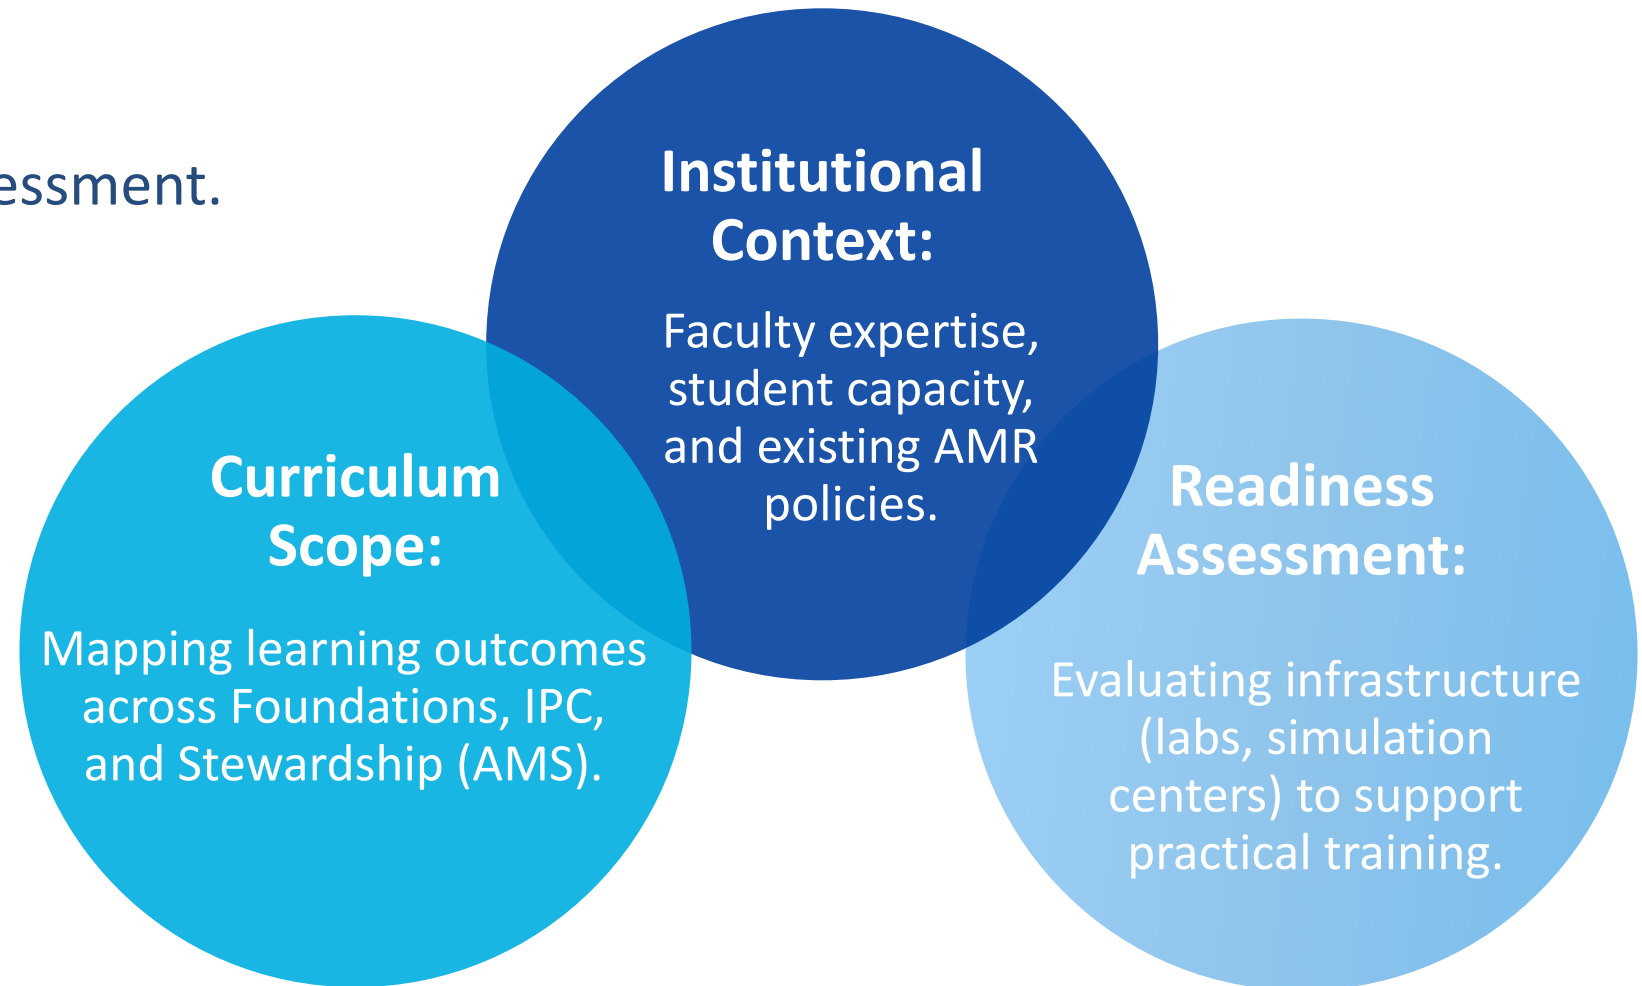 essment.
Institutional
Context:
Faculty expertise,
student capacity,
and existing AMR
policies.
Curriculum
Scope:
Mapping learning outcomes
across Foundations, IPC,
and Stewardship (AMS).
Readiness
Assessment:
Evaluating infrastructure
(labs, simulation
centers) to support
practical training.